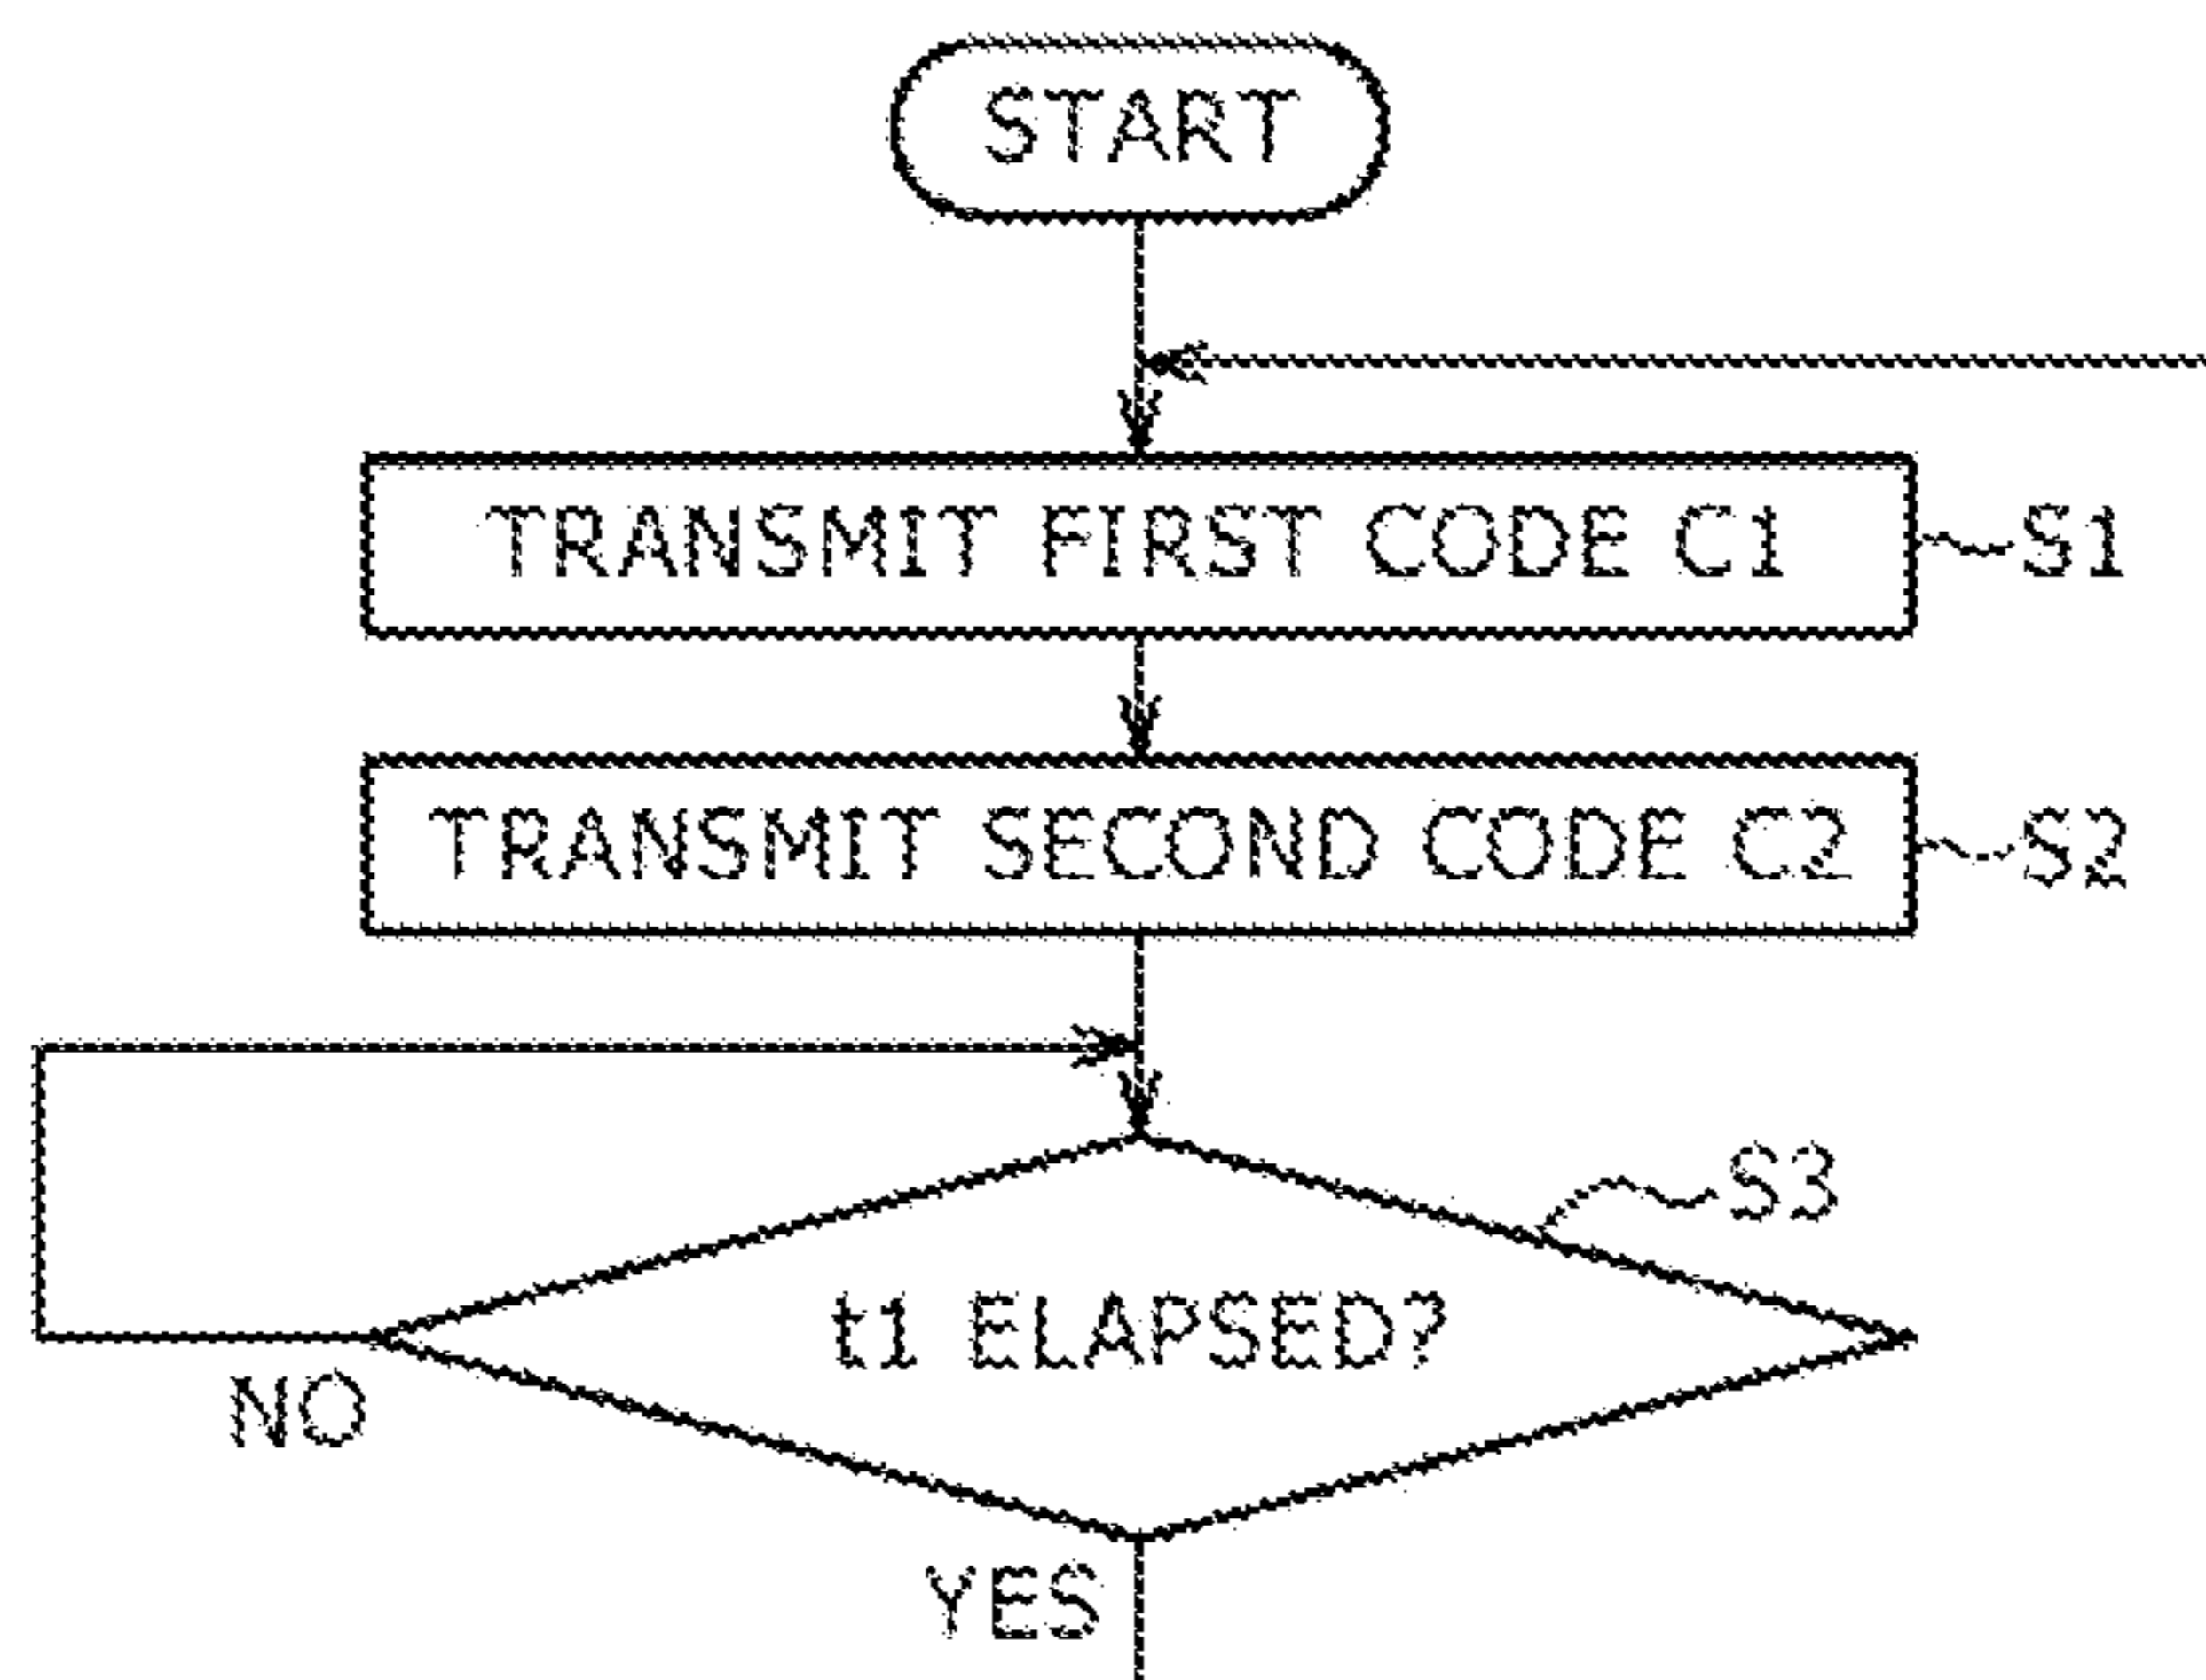 START
TRANSMIT FIRST CODE C1
S1
TRANSMIT SECOND CODE C2
S2
S3
t1 ELAPSED?
NO
YES